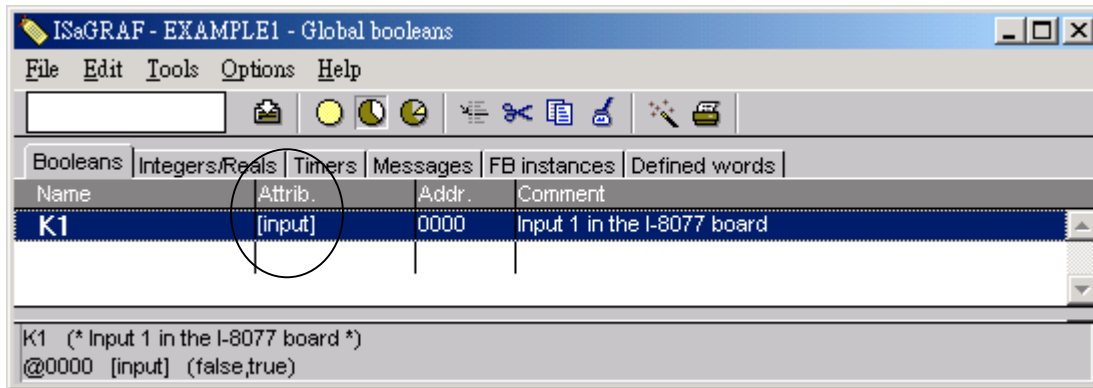 ISaGRAF - EXAMPLE1 - Global booleans
File Edit Tools Options Help
Booleans Integers/Reals Timers Messages FB instances Defined words
Name Attrib. Addr. Comment
K1 [input] 0000 Input 1 in the I-8077 board
K1 (* Input 1 in the I-8077 board *)
@0000 [input] (false,true)